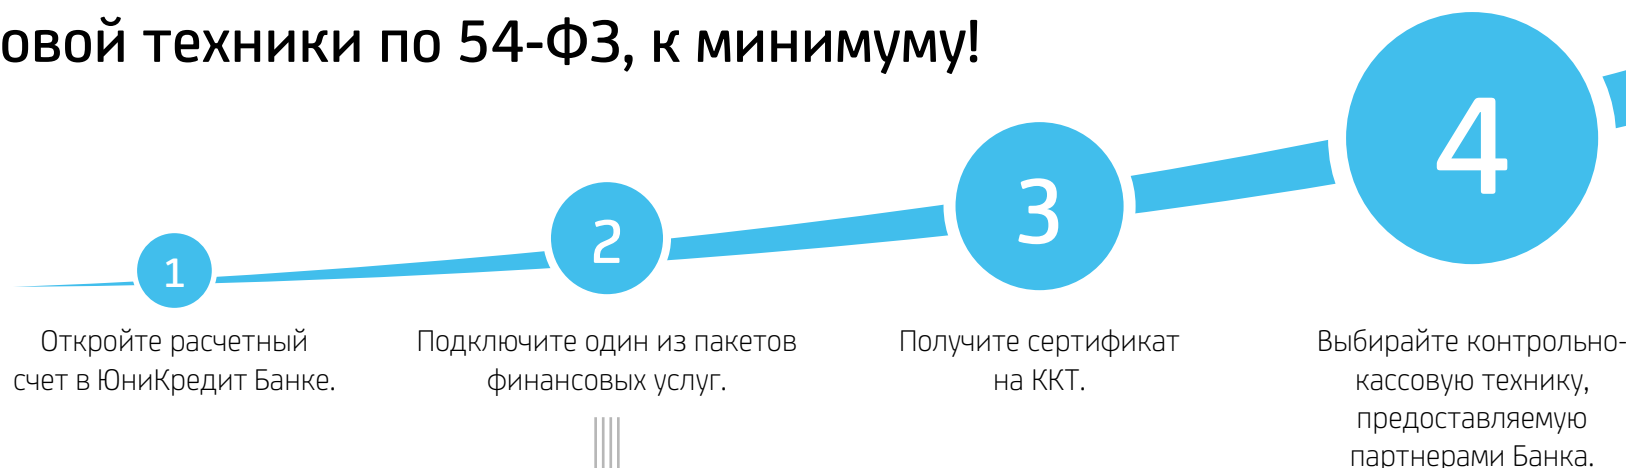 овой техники по 54-ФЗ, к минимуму!
1
2
3
4
Откройте расчетный
счет в ЮниКредит Банке.
Подключите один из пакетов
финансовых услуг.
Получите сертификат
на ККТ.
Выбирайте контрольно-
кассовую технику,
предоставляемую
партнерами Банка.